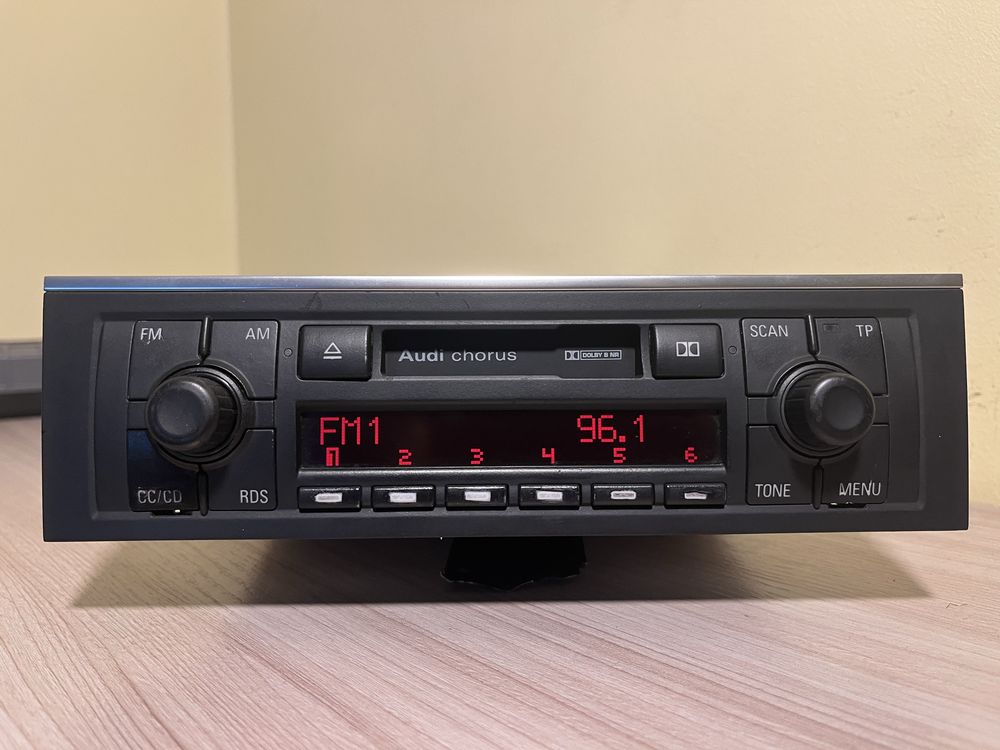 FM
AM
SCAN
TP
Audi chorus
DOLBY B NR
FM1
96.1
1 2 3 4 5 6
CC/CD
RDS
TONE
MENU